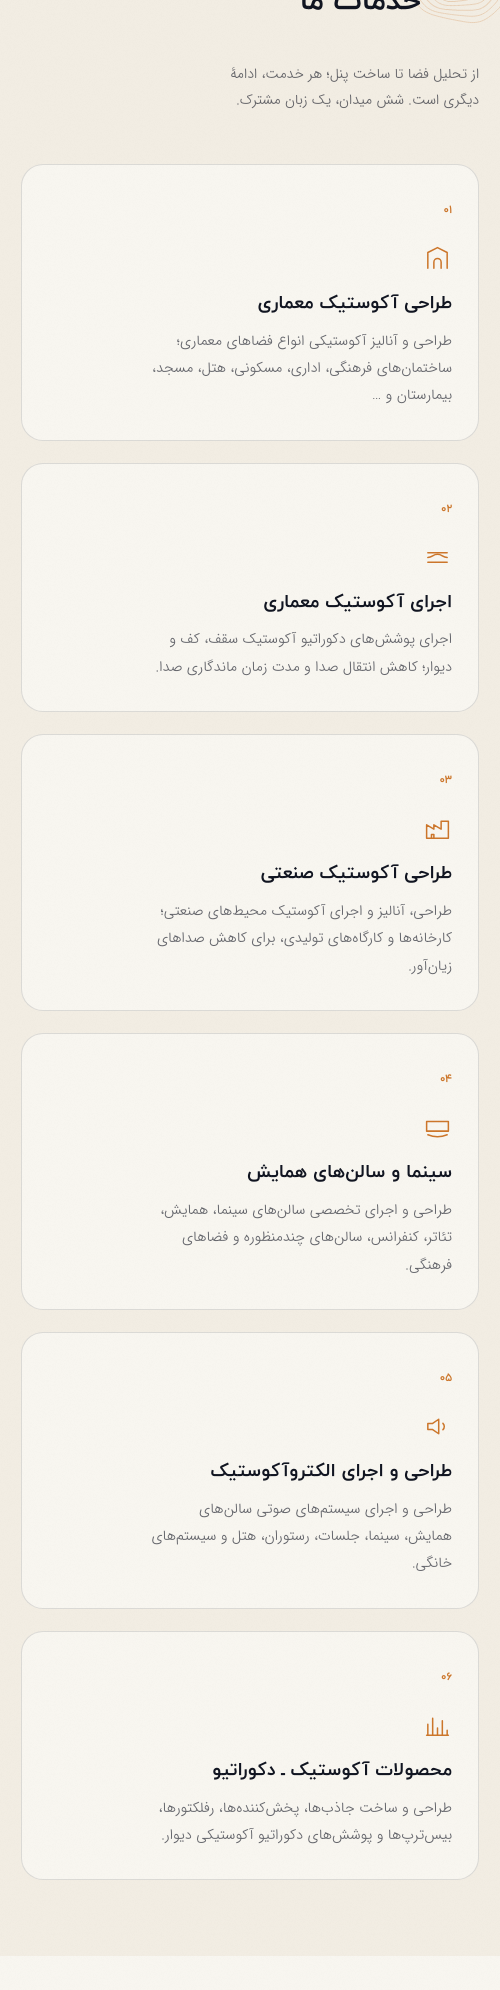 خدمات ما
از تحلیل فضا تا ساخت پنل؛ هر خدمت، ادامهٔ
دیگری است. شش میدان، یک زبان مشترک.
۰۱
طراحی آکوستیک معماری
طراحی و آنالیز آکوستیکی انواع فضاهای معماری؛
ساختمان‌های فرهنگی، اداری، مسکونی، هتل، مسجد،
بیمارستان و ...
۰۲
اجرای آکوستیک معماری
اجرای پوشش‌های دکوراتیو آکوستیک سقف، کف و
دیوار؛ کاهش انتقال صدا و مدت زمان ماندگاری صدا.
۰۳
طراحی آکوستیک صنعتی
طراحی، آنالیز و اجرای آکوستیک محیط‌های صنعتی؛
کارخانه‌ها و کارگاه‌های تولیدی، برای کاهش صداهای
زیان‌آور.
۰۴
سینما و سالن‌های همایش
طراحی و اجرای تخصصی سالن‌های سینما، همایش،
تئاتر، کنفرانس، سالن‌های چندمنظوره و فضاهای
فرهنگی.
۰۵
طراحی و اجرای الکتروآکوستیک
طراحی و اجرای سیستم‌های صوتی سالن‌های
همایش، سینما، جلسات، رستوران، هتل و سیستم‌های
خانگی.
۰۶
محصولات آکوستیک ـ دکوراتیو
طراحی و ساخت جاذب‌ها، پخش‌کننده‌ها، رفلکتورها،
بیس‌ترپ‌ها و پوشش‌های دکوراتیو آکوستیکی دیوار.